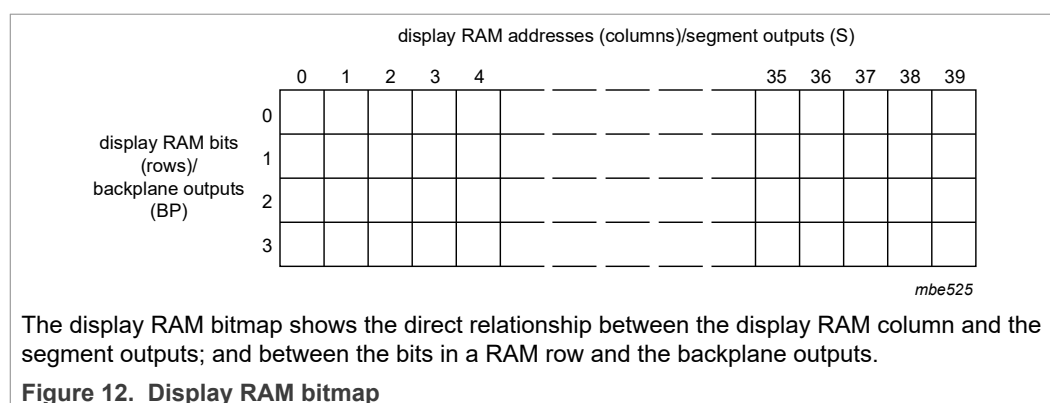 display RAM addresses (columns)/segment outputs (S)
0 1 2 3 4 35 36 37 38 39
0
display RAM bits
(rows)/
1
backplane outputs
2
(BP)
3
mbe525
The display RAM bitmap shows the direct relationship between the display RAM column and the
segment outputs; and between the bits in a RAM row and the backplane outputs.
Figure 12. Display RAM bitmap